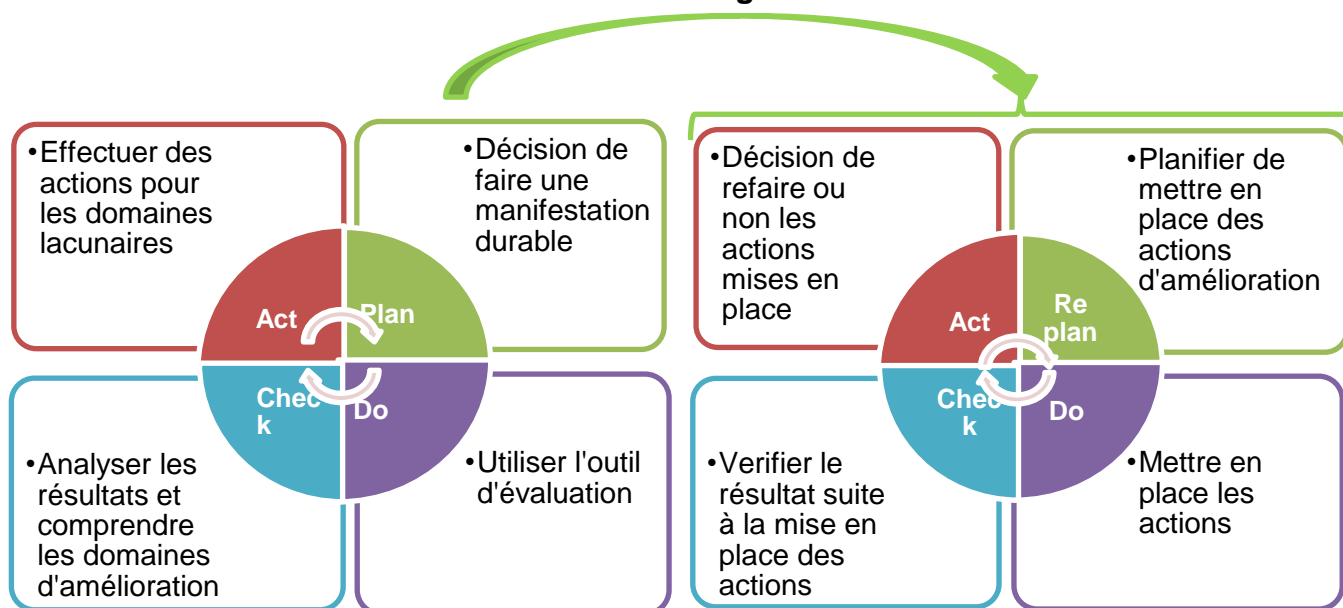 •Effectuer des
actions pour
les domaines
lacunaires
•Décision de
faire une
manifestation
durable
Act
Plan
Chec
k
Do
•Analyser les
résultats et
comprendre
les domaines
d'amélioration
•Utiliser l'outil
d'évaluation
•Décision de
refaire ou
non les
actions
mises en
place
•Planifier de
mettre en
place des
actions
d'amélioration
Act
Re
plan
Chec
k
Do
•Verifier le
résultat suite
à la mise en
place des
actions
•Mettre en
place les
actions